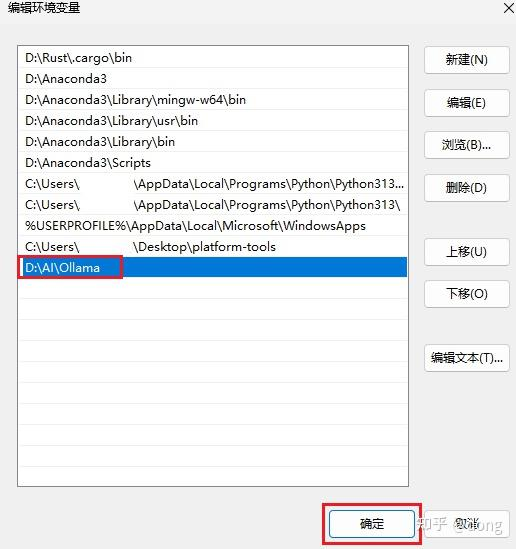 编辑环境变量
D:\Rust\.cargo\bin
D:\Anaconda3
D:\Anaconda3\Library\mingw-w64\bin
D:\Anaconda3\Library\usr\bin
D:\Anaconda3\Library\bin
D:\Anaconda3\Scripts
C:\Users\ \AppData\Local\Programs\Python\Python313...
C:\Users\ \AppData\Local\Programs\Python\Python313\
%USERPROFILE%\AppData\Local\Microsoft\WindowsApps
C:\Users\ \Desktop\platform-tools
D:\AI\Ollama
新建(N)
编辑(E)
浏览(B)...
删除(D)
上移(U)
下移(O)
编辑文本(T)...
确定
取消
知乎